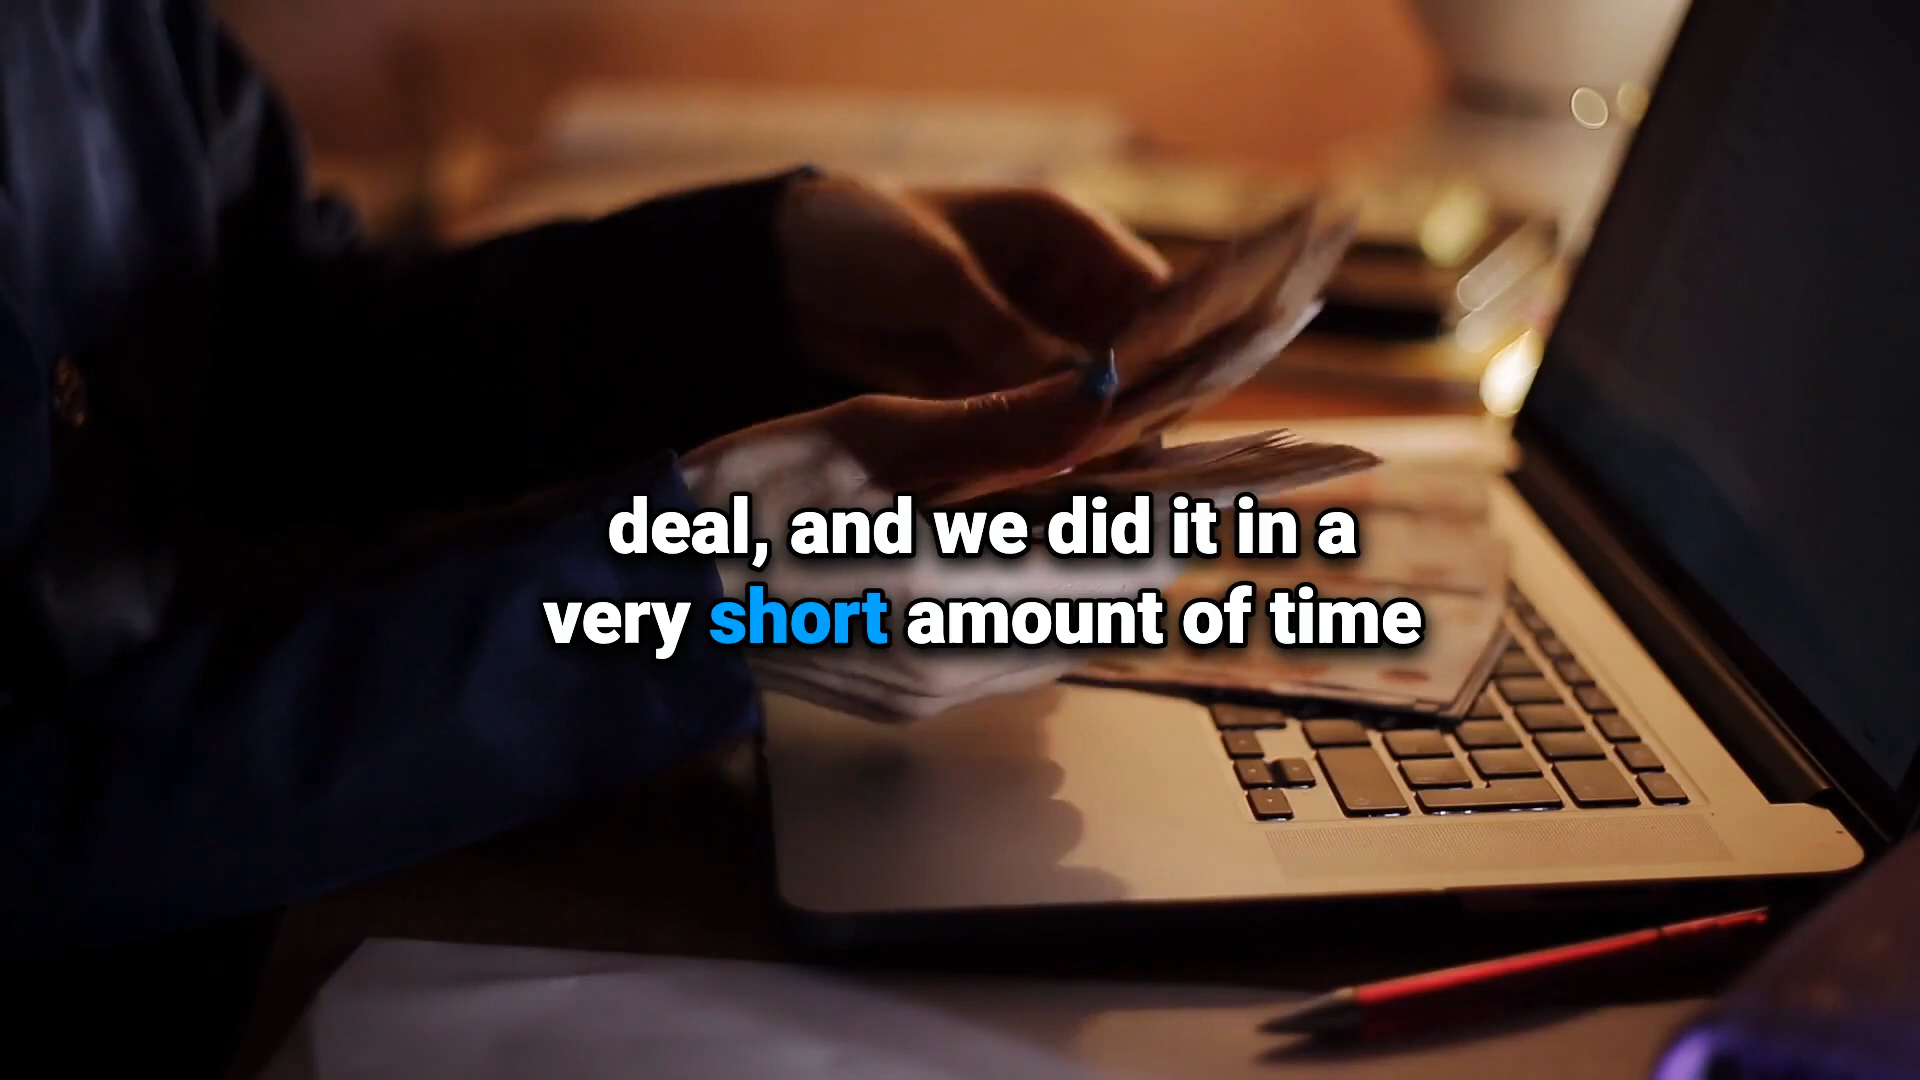 deal, and we did it in a
very short amount of time